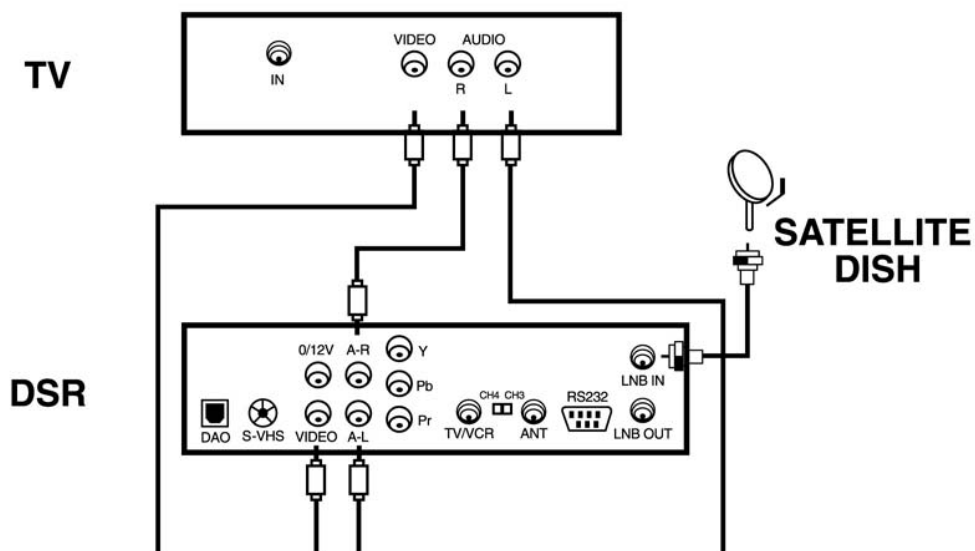 TV
IN
VIDEO AUDIO
R L
SATELLITE
DISH
DSR
0/12V A-R Y
LNB IN
Pb
CH4 CH3 RS232
Pr
DAO S-VHS VIDEO A-L TV/VCR ANT LNB OUT